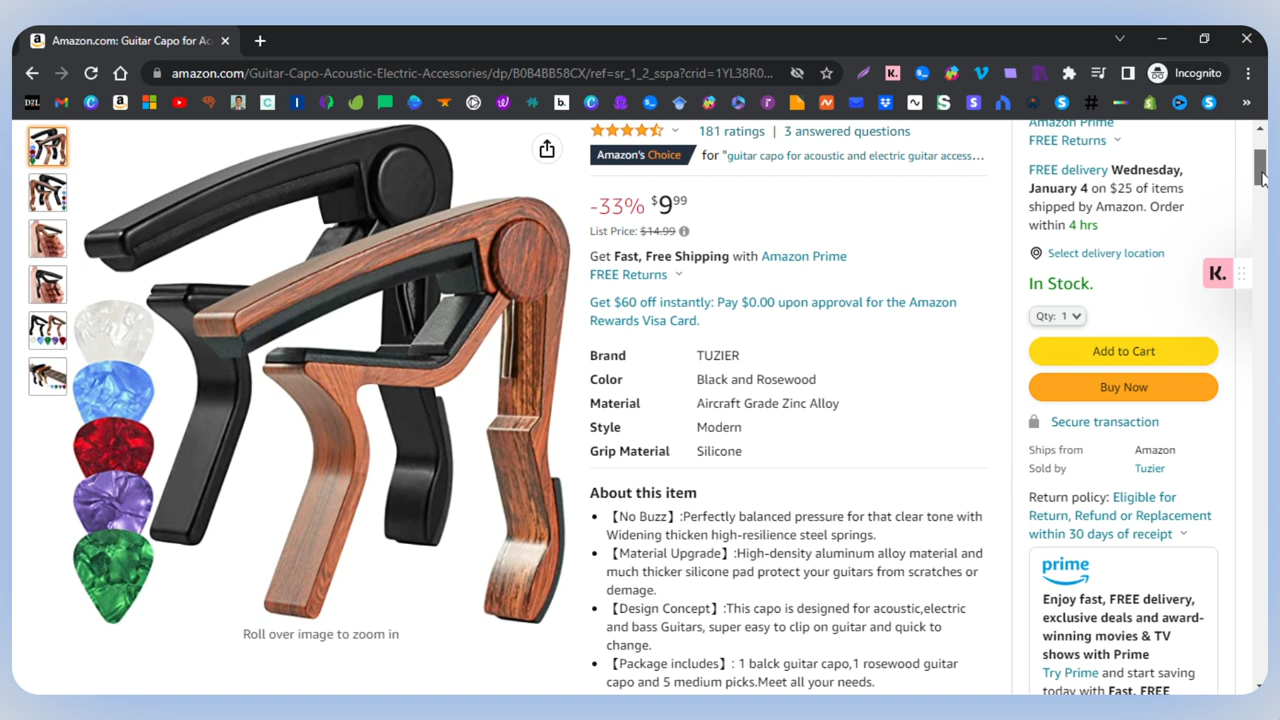 Amazon.com: Guitar Capo for Ac
amazon.com/Guitar-Capo-Acoustic-Electric-Accessories/dp/B0B4BB58CX/ref=sr_1_2_sspa?crid=1YL38R0...
Incognito
181 ratings | 3 answered questions
Amazon's Choice for "guitar capo for acoustic and electric guitar access...
-33% $9 99
List Price: $14.99
Get Fast, Free Shipping with Amazon Prime
FREE Returns
Get $60 off instantly: Pay $0.00 upon approval for the Amazon
Rewards Visa Card.
Brand TUZIER
Color Black and Rosewood
Material Aircraft Grade Zinc Alloy
Style Modern
Grip Material Silicone
About this item
• 【No Buzz】:Perfectly balanced pressure for that clear tone with
Widening thicken high-resilience steel springs.
• 【Material Upgrade】:High-density aluminum alloy material and
much thicker silicone pad protect your guitars from scratches or
demage.
• 【Design Concept】:This capo is designed for acoustic,electric
and bass Guitars, super easy to clip on guitar and quick to
change.
• 【Package includes】: 1 balck guitar capo,1 rosewood guitar
capo and 5 medium picks.Meet all your needs.
Roll over image to zoom in
Amazon Prime
FREE Returns
FREE delivery Wednesday,
January 4 on $25 of items
shipped by Amazon. Order
within 4 hrs
Select delivery location
K.
In Stock.
Qty: 1
Add to Cart
Buy Now
Secure transaction
Ships from Amazon
Sold by Tuzier
Return policy: Eligible for
Return, Refund or Replacement
within 30 days of receipt
prime
Enjoy fast, FREE delivery,
exclusive deals and award-
winning movies & TV
shows with Prime
Try Prime and start saving
today with Fast, FREE